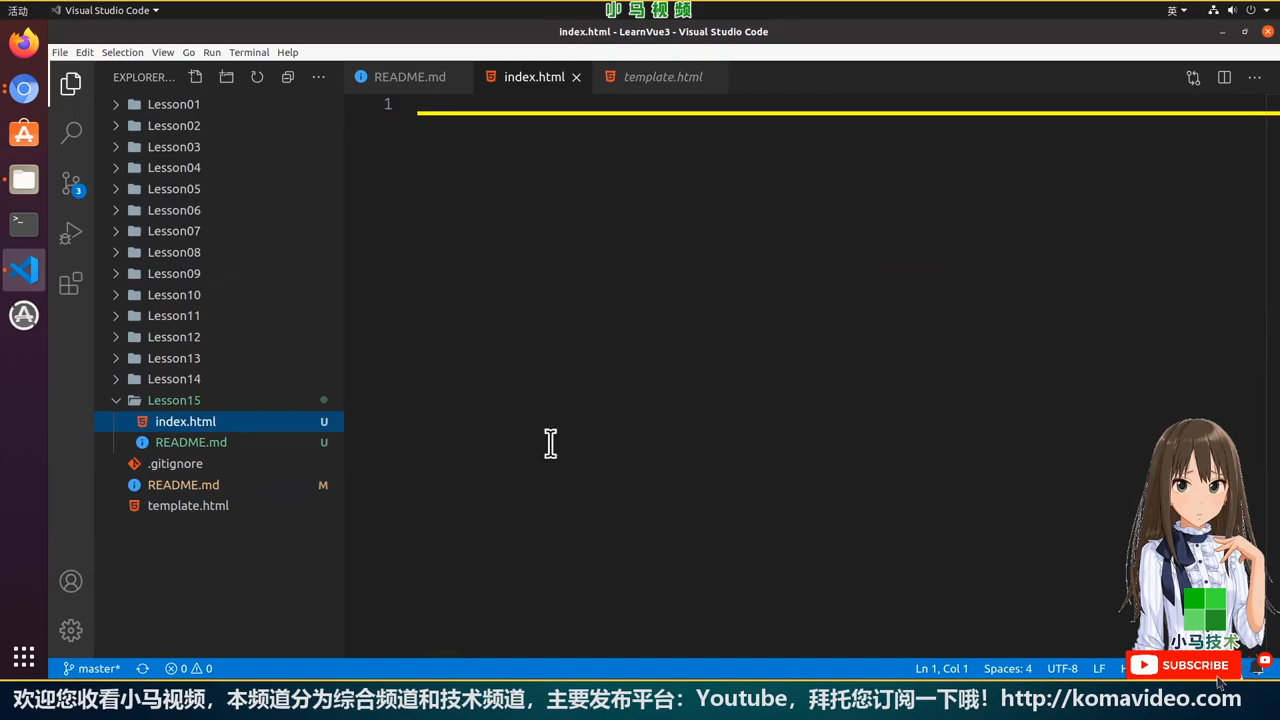 小马视频
活动
Visual Studio Code
英
index.html - LearnVue3 - Visual Studio Code
File Edit Selection View Go Run Terminal Help
EXPLORER...
README.md
index.html
template.html
1
Lesson01
Lesson02
Lesson03
Lesson04
Lesson05
Lesson06
Lesson07
Lesson08
Lesson09
Lesson10
Lesson11
Lesson12
Lesson13
Lesson14
Lesson15
index.html U
README.md U
.gitignore
README.md M
template.html
3
小马技术
SUBSCRIBE
master* 0 0
Ln 1, Col 1 Spaces: 4 UTF-8 LF
欢迎您收看小马视频，本频道分为综合频道和技术频道，主要发布平台：Youtube，拜托您订阅一下哦！http://komavideo.com